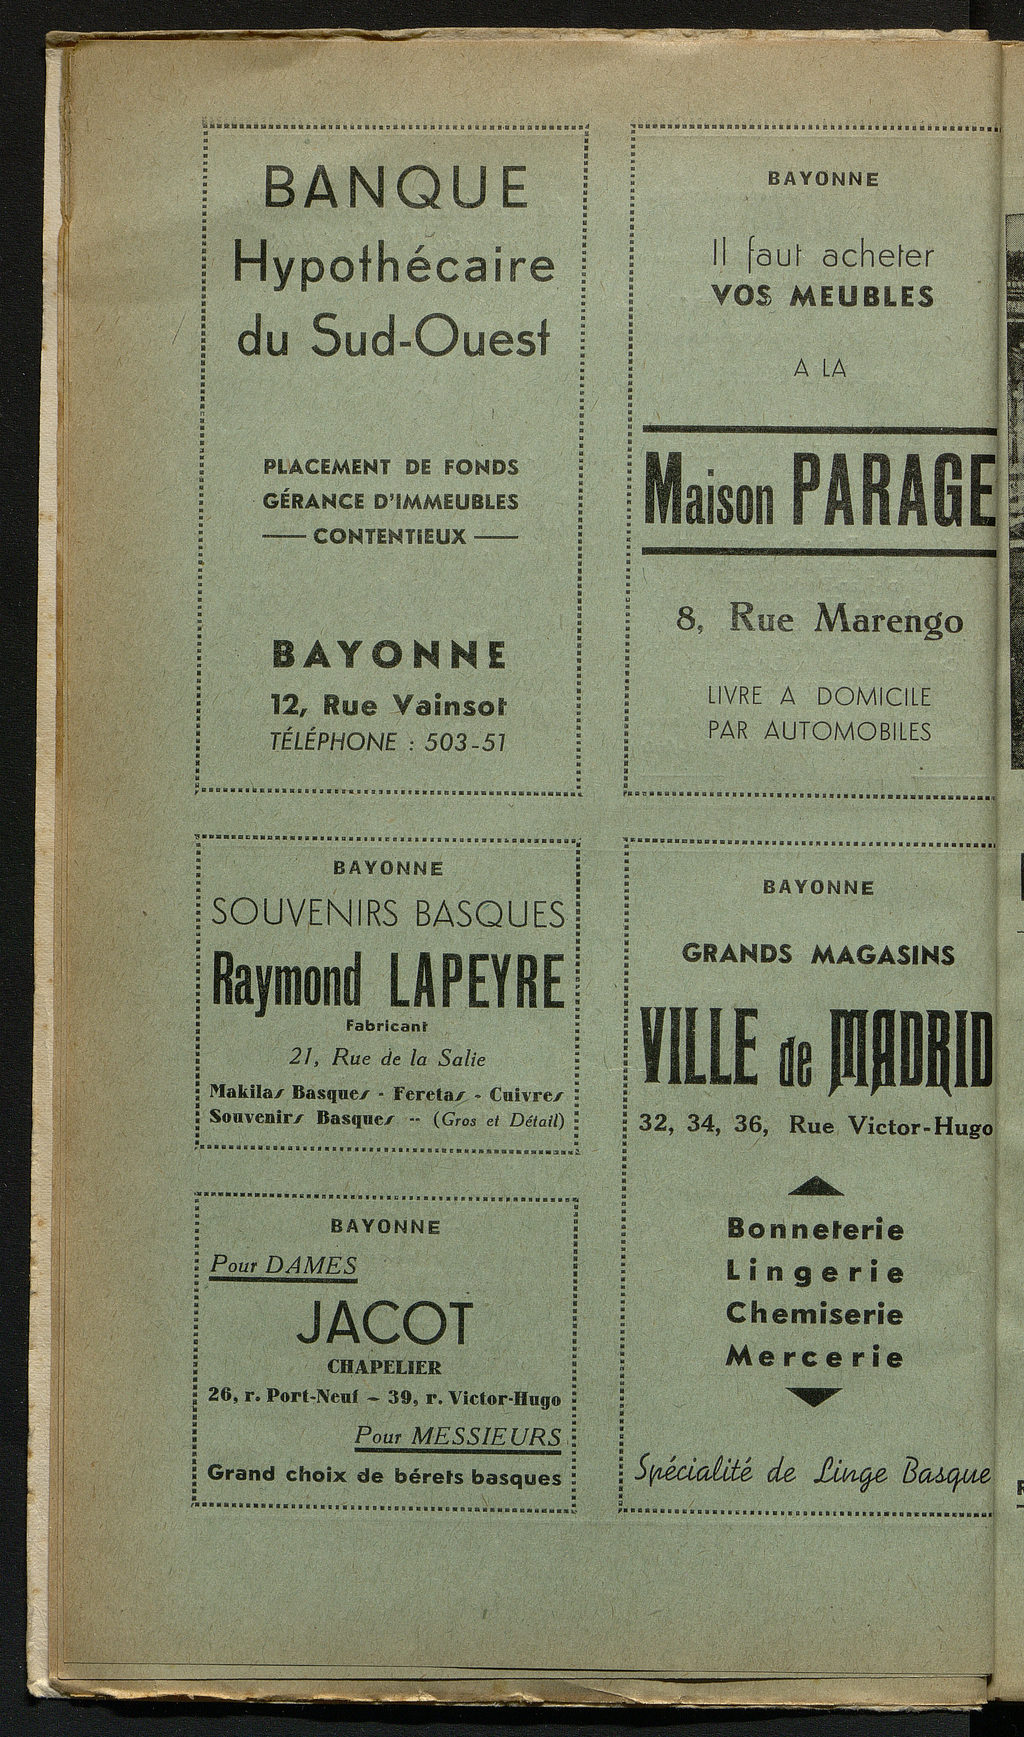 BANQUE
Hypothécaire
du Sud-Ouest
PLACEMENT DE FONDS
GÉRANCE D'IMMEUBLES
— CONTENTIEUX —
BAYONNE
12, Rue Vainsot
TÉLÉPHONE : 503-51
BAYONNE
SOUVENIRS BASQUES
Raymond LAPEYRE
Fabricant
21, Rue de la Salie
Makilas Basques - Feretas - Cuivres
Souvenirs Basques -- (Gros et Détail)
BAYONNE
Pour DAMES
JACOT
CHAPELIER
26, r. Port-Neuf - 39, r. Victor-Hugo
Pour MESSIEURS
Grand choix de bérets basques
BAYONNE
Il faut acheter
VOS MEUBLES
A LA
Maison PARAGE
8, Rue Marengo
LIVRE A DOMICILE
PAR AUTOMOBILES
BAYONNE
GRANDS MAGASINS
VILLE de MADRID
32, 34, 36, Rue Victor-Hugo
Bonneterie
Lingerie
Chemiserie
Mercerie
Spécialité de Linge Basque